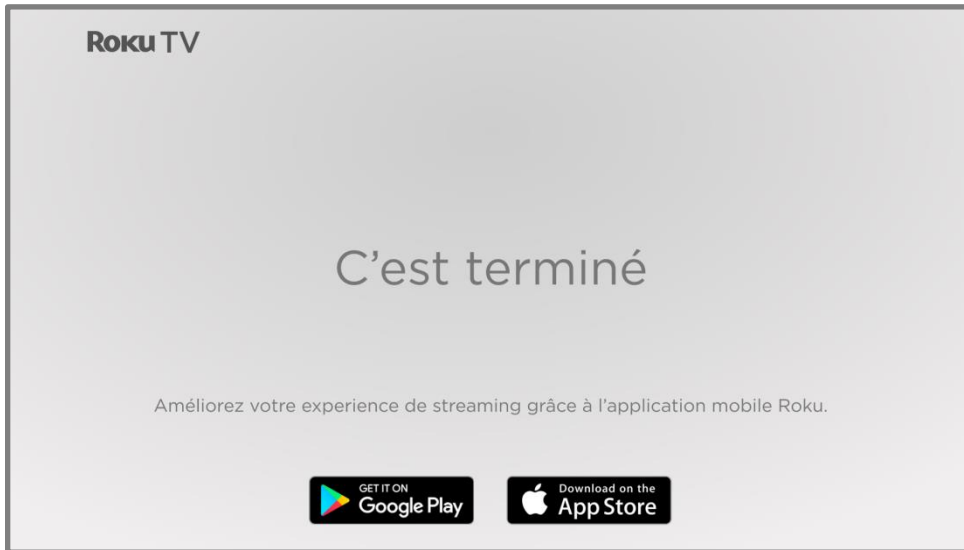 Roku TV
C’est terminé
Améliorez votre experience de streaming grâce à l’application mobile Roku.
GET IT ON
Google Play
Download on the
App Store